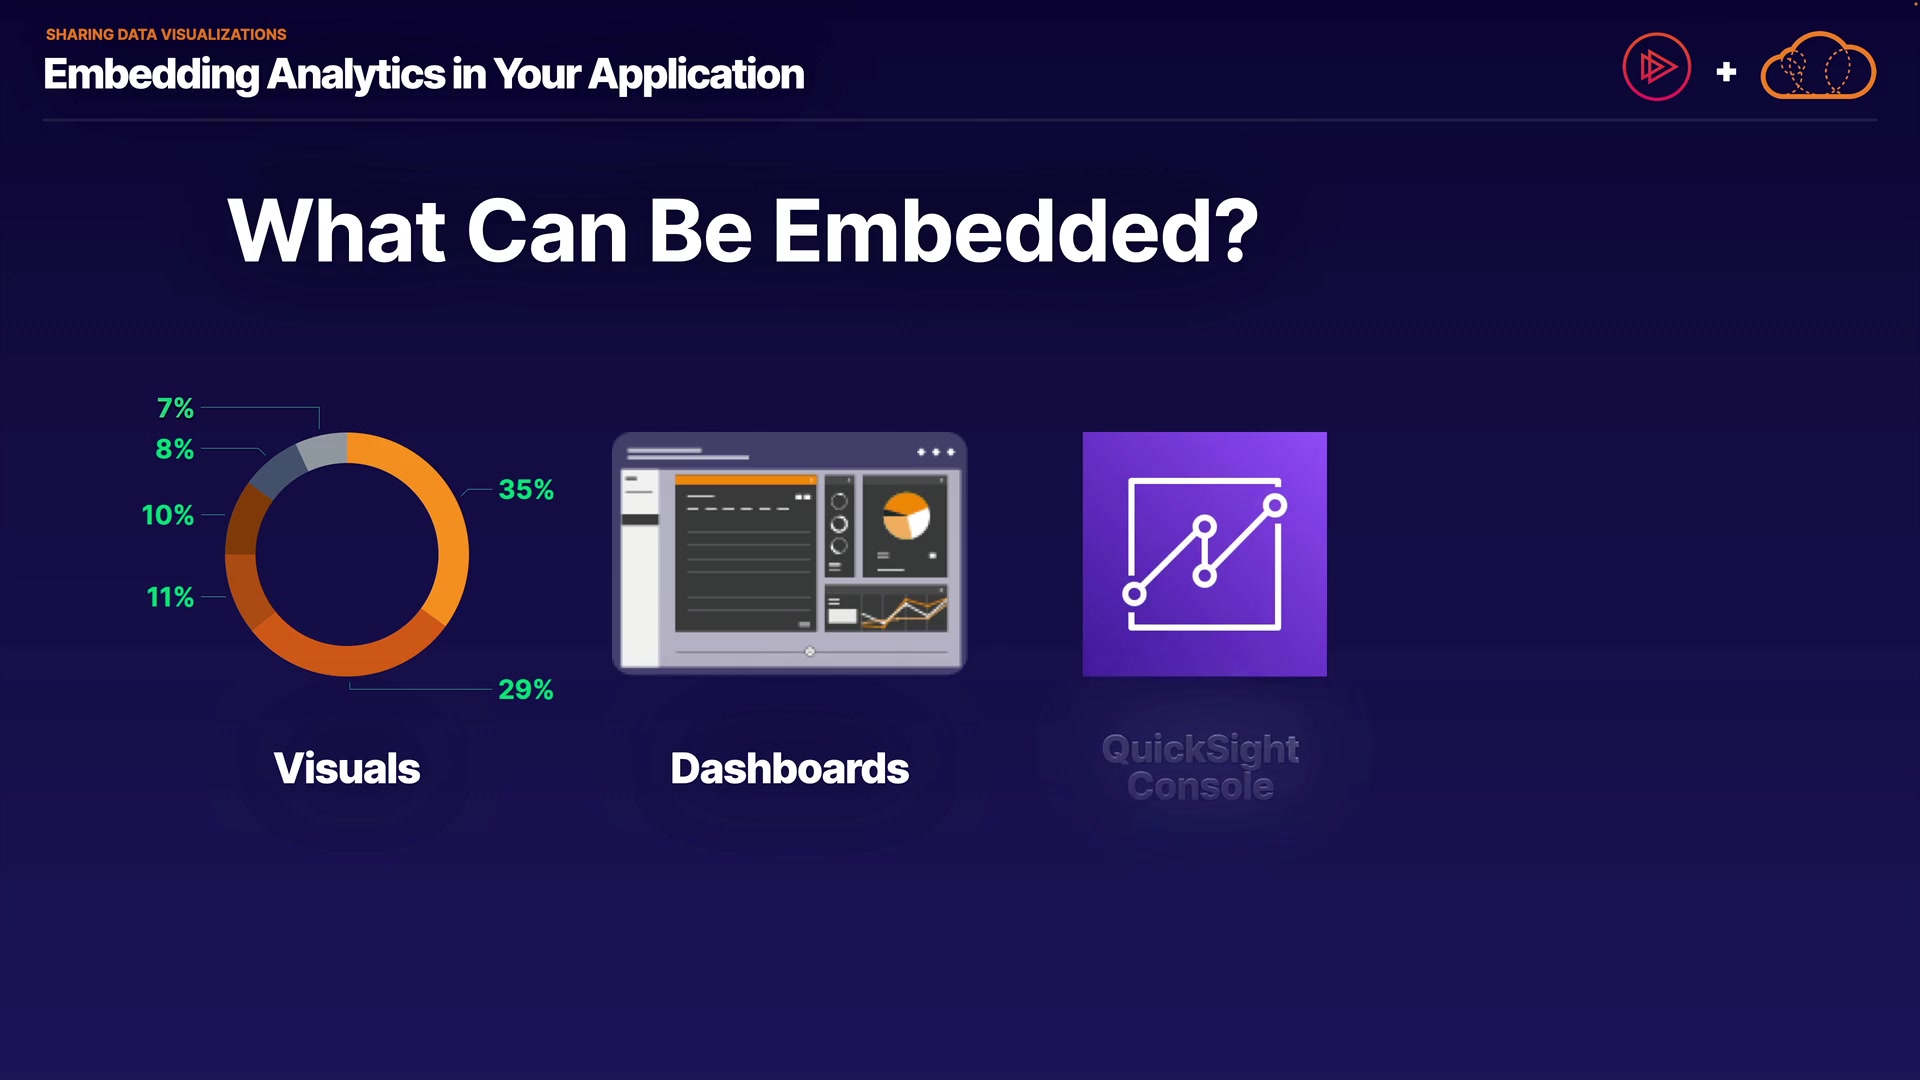 SHARING DATA VISUALIZATIONS
Embedding Analytics in Your Application
+
What Can Be Embedded?
7%
8%
35%
10%
11%
29%
Visuals
Dashboards
QuickSight
Console